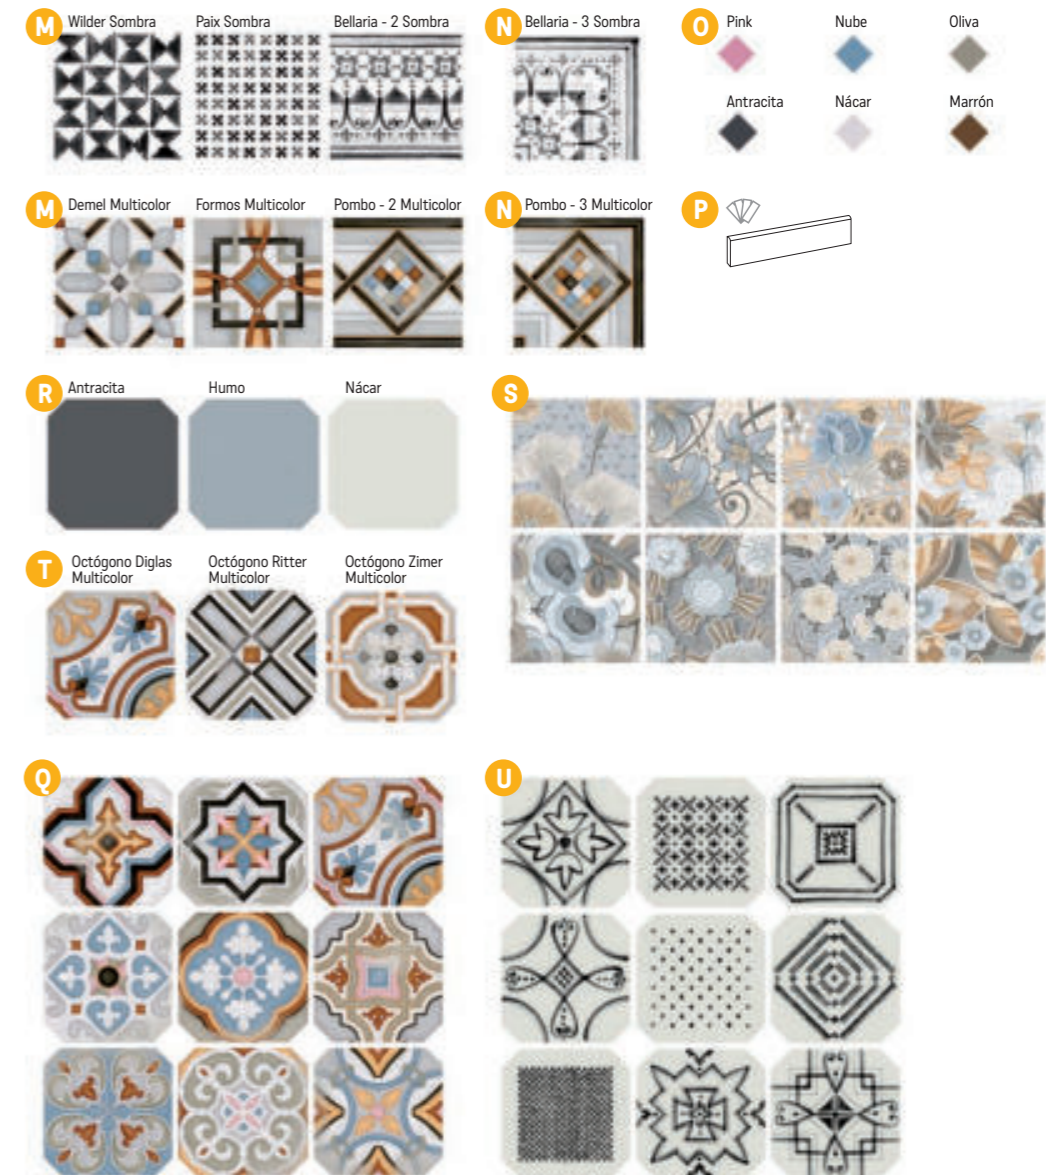 M Wilder Sombra Paix Sombra Bellaria - 2 Sombra N Bellaria - 3 Sombra O Pink Nube Oliva
Antracita Nácar Marrón
M Demel Multicolor Formos Multicolor Pombo - 2 Multicolor N Pombo - 3 Multicolor P
R Antracita Humo Nácar S
T Octógono Diglas Octógono Ritter Octógono Zimer
Multicolor Multicolor Multicolor
Q U